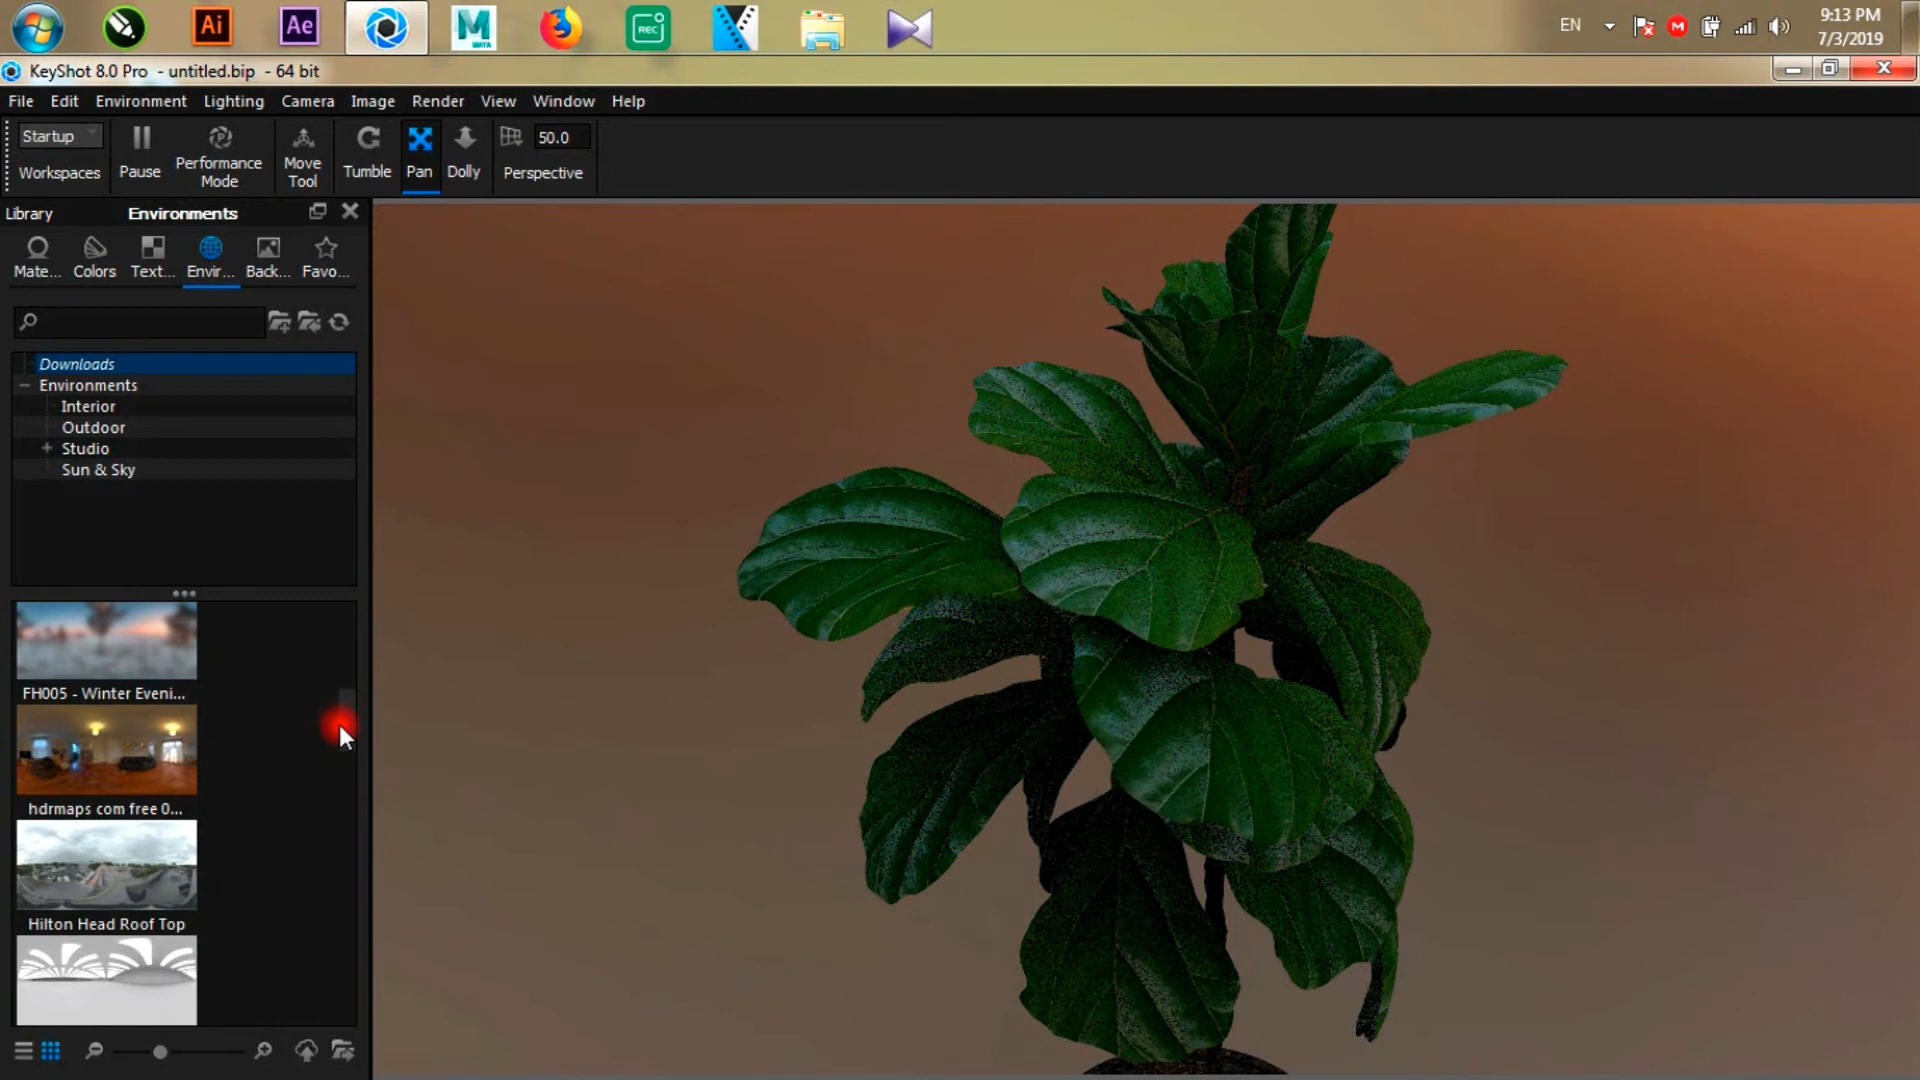 Ai
Ae
M
MAYA
REC
EN
M
9:13 PM
7/3/2019
KeyShot 8.0 Pro - untitled.bip - 64 bit
File Edit Environment Lighting Camera Image Render View Window Help
Startup
Workspaces
Pause
Performance
Mode
Move
Tool
Tumble
Pan
Dolly
50.0
Perspective
Library
Environments
Mate...
Colors
Text...
Envir...
Back...
Favo...
Downloads
Environments
Interior
Outdoor
Studio
Sun & Sky
FH005 - Winter Eveni...
hdrmaps com free 0...
Hilton Head Roof Top